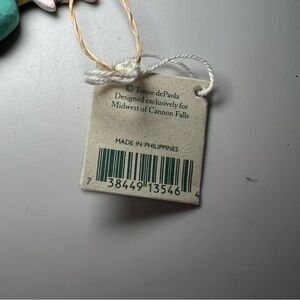 © Tomie dePaola
Designed exclusively for
Midwest of Cannon Falls
MADE IN PHILIPPINES
7 38449 13546 4